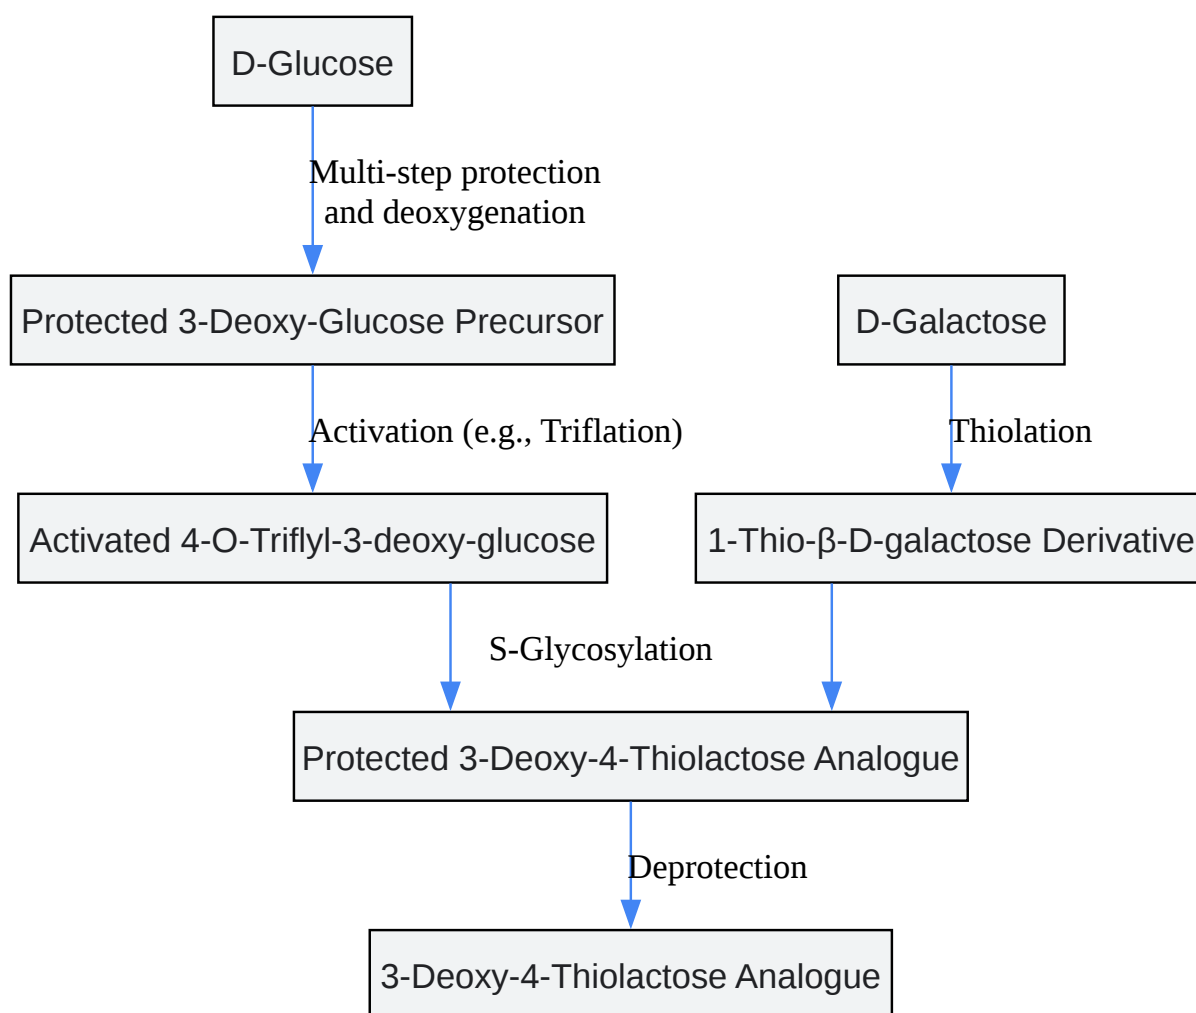 D-Glucose
Multi-step protection
and deoxygenation
Protected 3-Deoxy-Glucose Precursor
D-Galactose
Activation (e.g., Triflation)
Thiolation
Activated 4-O-Triflyl-3-deoxy-glucose
1-Thio-β-D-galactose Derivative
S-Glycosylation
Protected 3-Deoxy-4-Thiolactose Analogue
Deprotection
3-Deoxy-4-Thiolactose Analogue